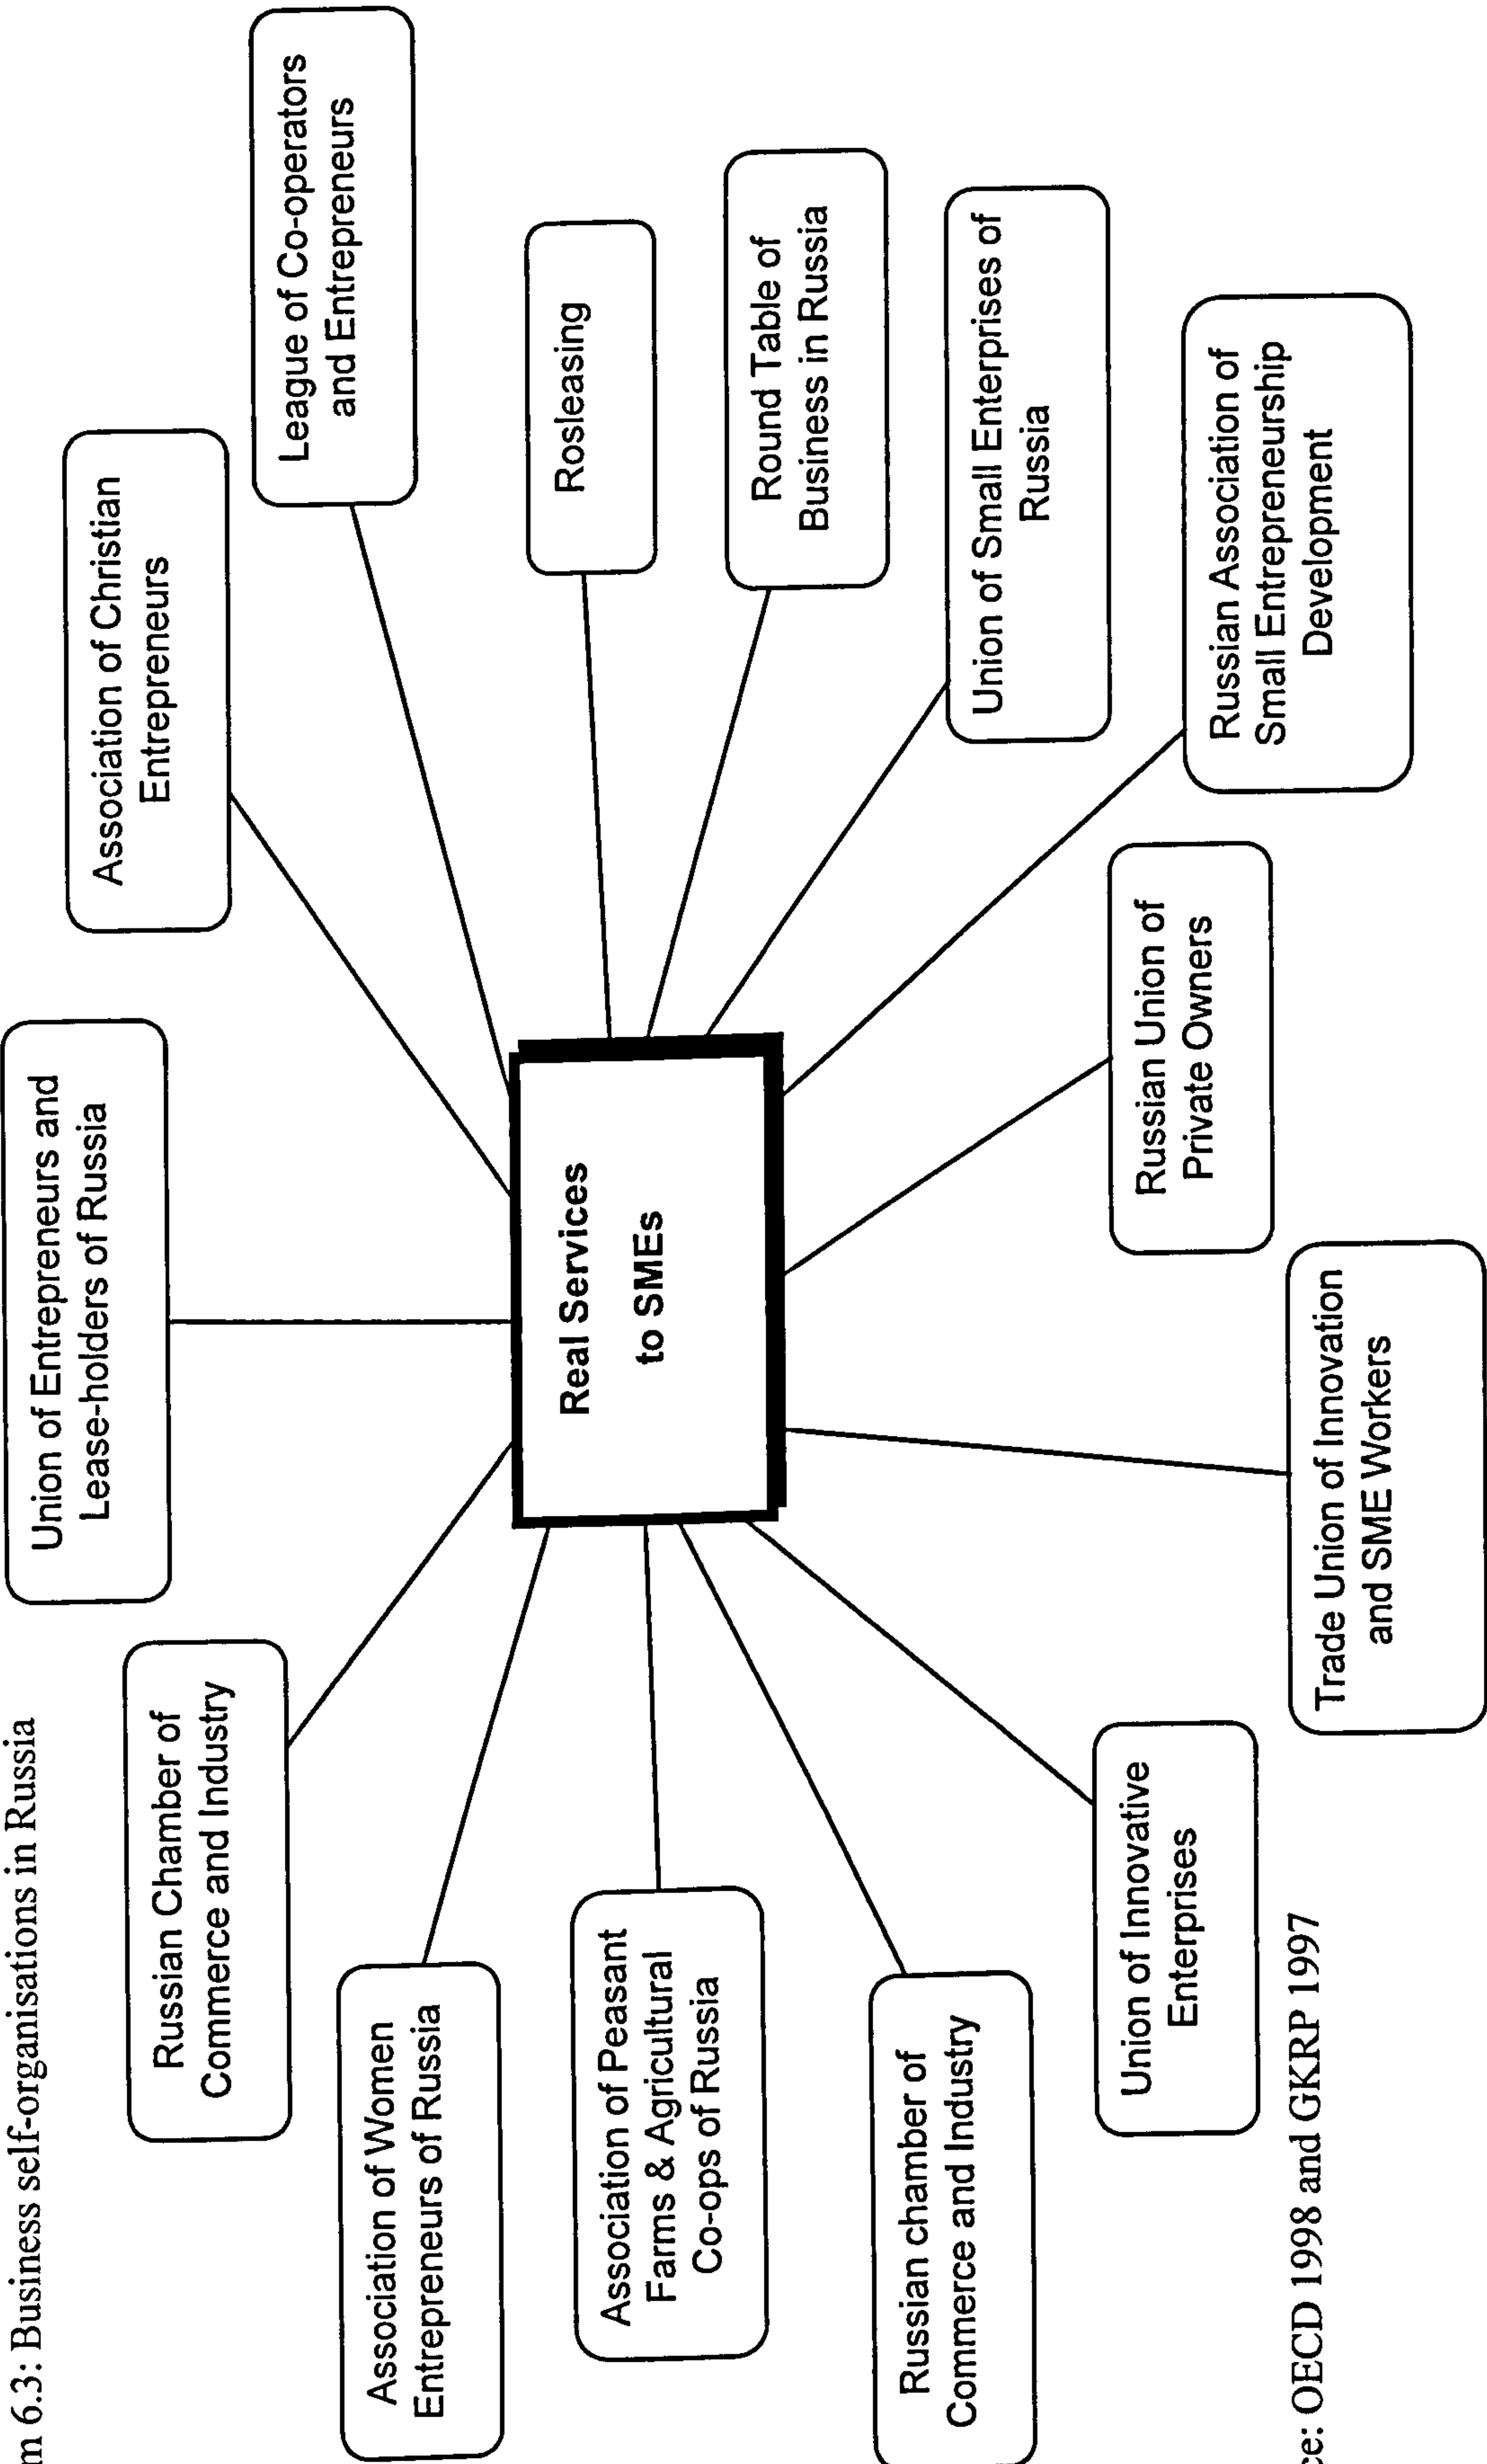 m 6.3: Business self-organisations in Russia
Union of Entrepreneurs and
Lease-holders of Russia
Association of Christian
Entrepreneurs
Russian Chamber of
Commerce and Industry
League of Co-operators
and Entrepreneurs
Association of Women
Entrepreneurs of Russia
Rosleasing
Real Services
to SMEs
Association of Peasant
Farms & Agricultural
Co-ops of Russia
Round Table of
Business in Russia
Russian chamber of
Commerce and Industry
Union of Small Enterprises of
Russia
Union of Innovative
Enterprises
Russian Union of
Private Owners
Russian Association of
Small Entrepreneurship
Development
Trade Union of Innovation
and SME Workers
ce: OECD 1998 and GKRP 1997